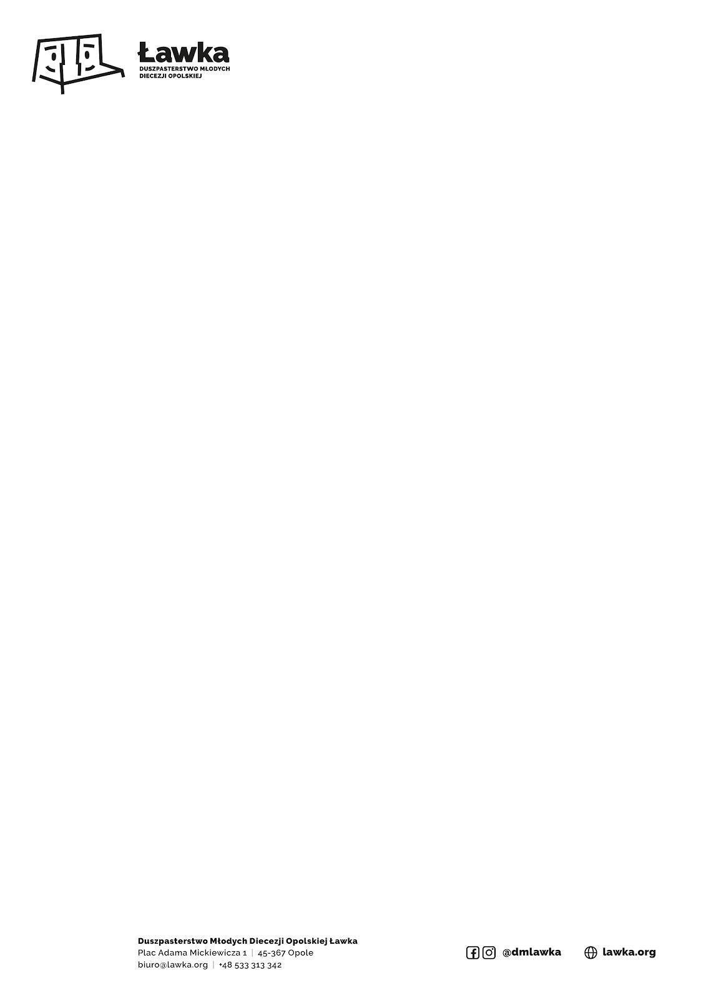 Ławka
DUSZPASTERSTWO MŁODYCH
DIECEZJI OPOLSKIEJ
Duszpasterstwo Młodych Diecezji Opolskiej Ławka
Plac Adama Mickiewicza 1 | 45-367 Opole
biuro@lawka.org | +48 533 313 342
@dmlawka
lawka.org